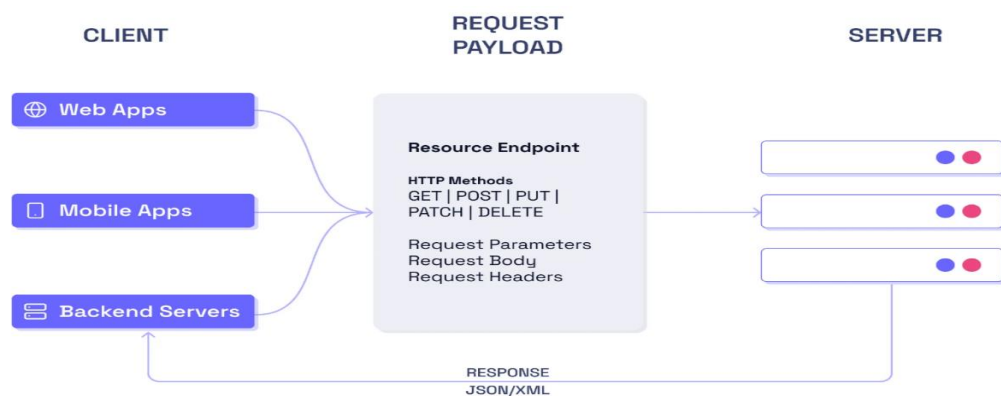 CLIENT
REQUEST
PAYLOAD
SERVER
Web Apps
Mobile Apps
Backend Servers
Resource Endpoint
HTTP Methods
GET | POST | PUT |
PATCH | DELETE
Request Parameters
Request Body
Request Headers
RESPONSE
JSON/XML